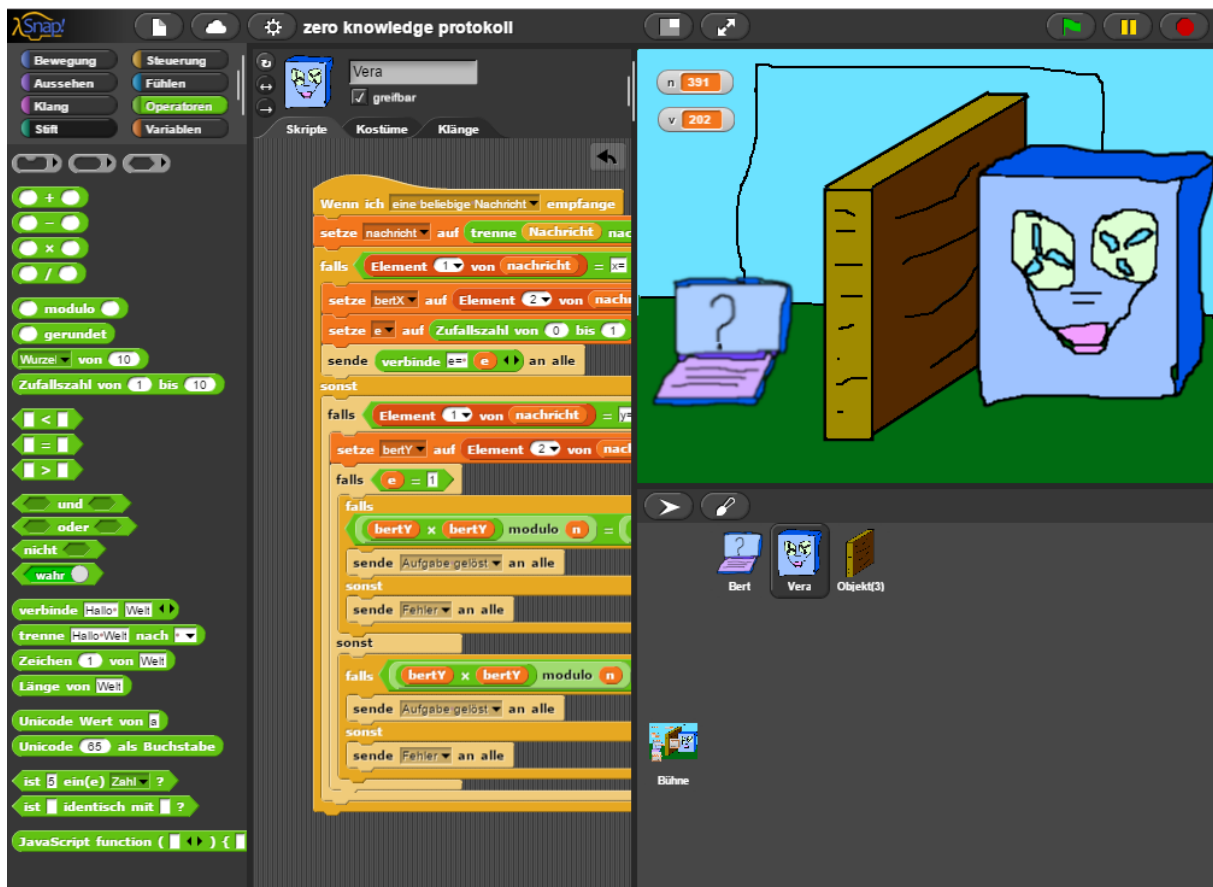 Snap!
zero knowledge protokoll
Bewegung
Steuerung
Aussehen
Fühlen
Klang
Operatoren
Stift
Variablen
+
−
×
/
modulo
gerundet
Wurzel von 10
Zufallszahl von 1 bis 10
<
=
>
und
oder
nicht
wahr
verbinde Hallo Welt
trenne Hallo Welt nach
Zeichen 1 von Welt
Länge von Welt
Unicode Wert von a
Unicode 65 als Buchstabe
ist 5 ein(e) Zahl ?
ist identisch mit ?
JavaScript function ( ) {
Vera
greifbar
Skripte Kostüme Klänge
Wenn ich eine beliebige Nachricht empfange
setze nachricht auf trenne Nachricht nac
falls Element 1 von nachricht = x=
setze bertX auf Element 2 von nachr
setze e auf Zufallszahl von 0 bis 1
sende verbinde e= e an alle
sonst
falls Element 1 von nachricht = y=
setze bertY auf Element 2 von nach
falls e = 1
falls
bertY × bertY modulo n =
sende Aufgabe gelöst an alle
sonst
sende Fehler an alle
sonst
falls bertY × bertY modulo n
sende Aufgabe gelöst an alle
sonst
sende Fehler an alle
n 391
v 202
?
Bert
Vera
Objekt(3)
Bühne